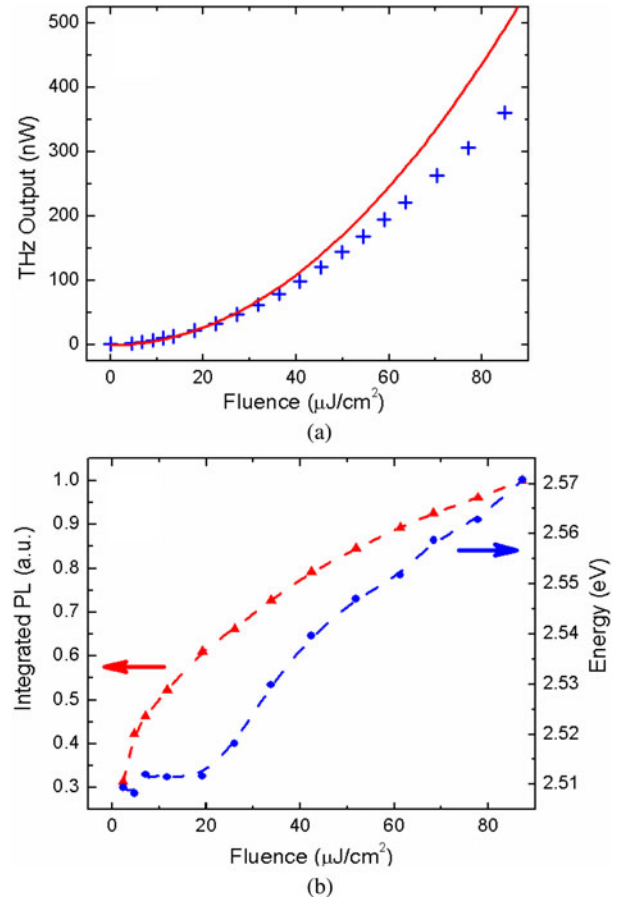 500
400
300
200
100
0
THz Output (nW)
0 20 40 60 80
Fluence (μJ/cm²)
(a)
1.0
0.9
0.8
0.7
0.6
0.5
0.4
0.3
Integrated PL (a.u.)
2.57
2.56
2.55
2.54
2.53
2.52
2.51
Energy (eV)
0 20 40 60 80
Fluence (μJ/cm²)
(b)